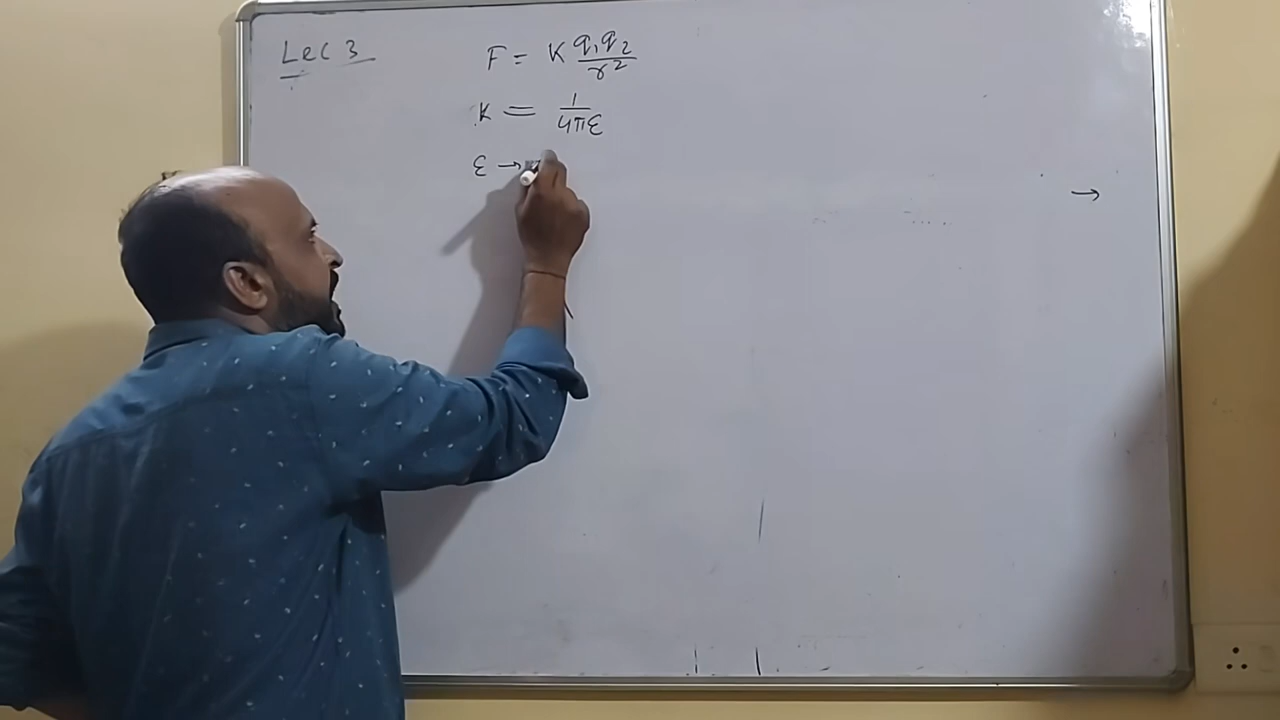 Lec 3
F = K q₁q₂/r²
K = 1/4πε
ε →
→